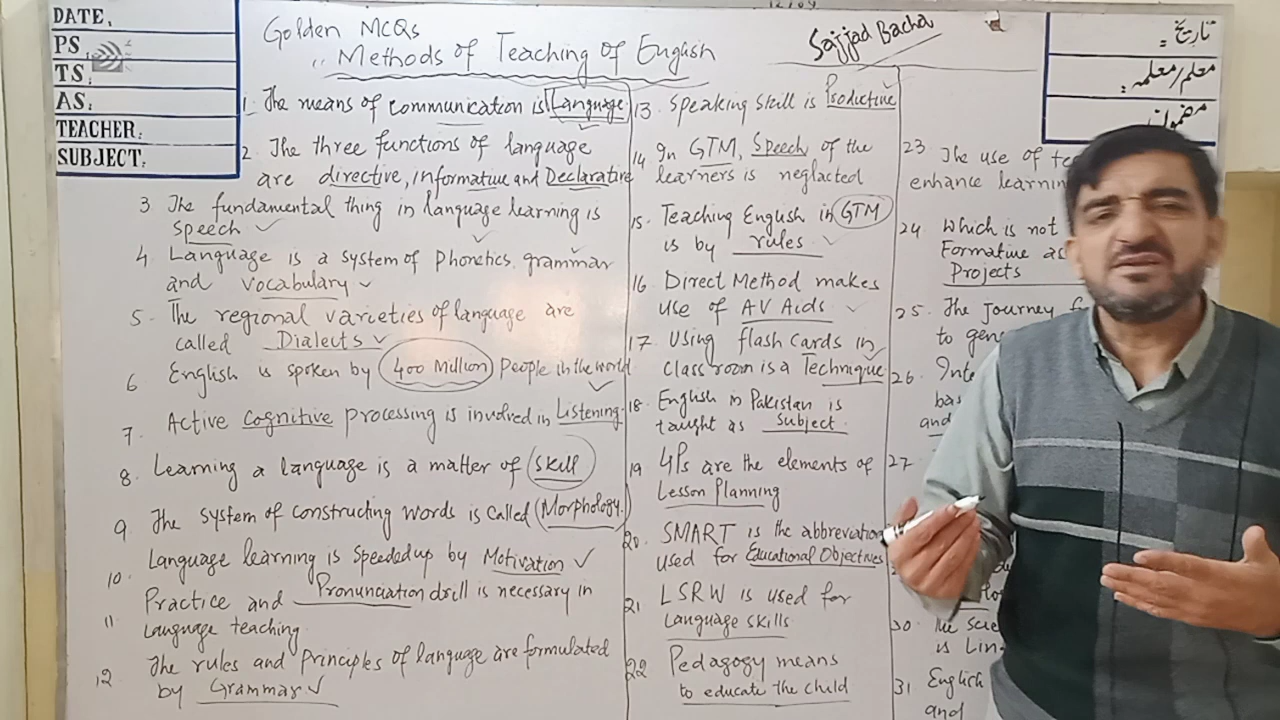 DATE,
PS,
TS,
AS:
TEACHER:
SUBJECT:
Golden MCQs
,, Methods of Teaching of English
Sajjad Bacha
تاریخ:
معلم/معلمہ:
مضمون
1. The means of communication is Language
2. The three functions of language
are directive, informative and Declarative
3. The fundamental thing in language learning is
speech
4. Language is a system of phonetics, grammar
and vocabulary
5. The regional varieties of language are
called Dialects
6. English is spoken by 400 Million People in the world
7. Active cognitive processing is involved in Listening.
8. Learning a language is a matter of skill
9. The system of constructing words is called Morphology.
10. Language learning is speeded up by Motivation
11. Practice and Pronunciation drill is necessary in
Language teaching.
12. The rules and principles of language are formulated
by Grammar
13. Speaking skill is Productive
14. In GTM, Speech of the
learners is neglacted
15. Teaching English in GTM
is by rules
16. Direct Method makes
use of AV Aids
17. Using flash cards in
class room is a Technique
18. English in Pakistan is
taught as subject.
19. 4Ps are the elements of
Lesson Planning
20. SMART is the abbreviation
used for Educational Objectives
21. LSRW is used for
Language skills
22. Pedagogy means
to educate the child
23. The use of
enhance
24. Which is not
Formative
Projects
25. The Journey
to
26.
and
27
30. The
is
31. English
and